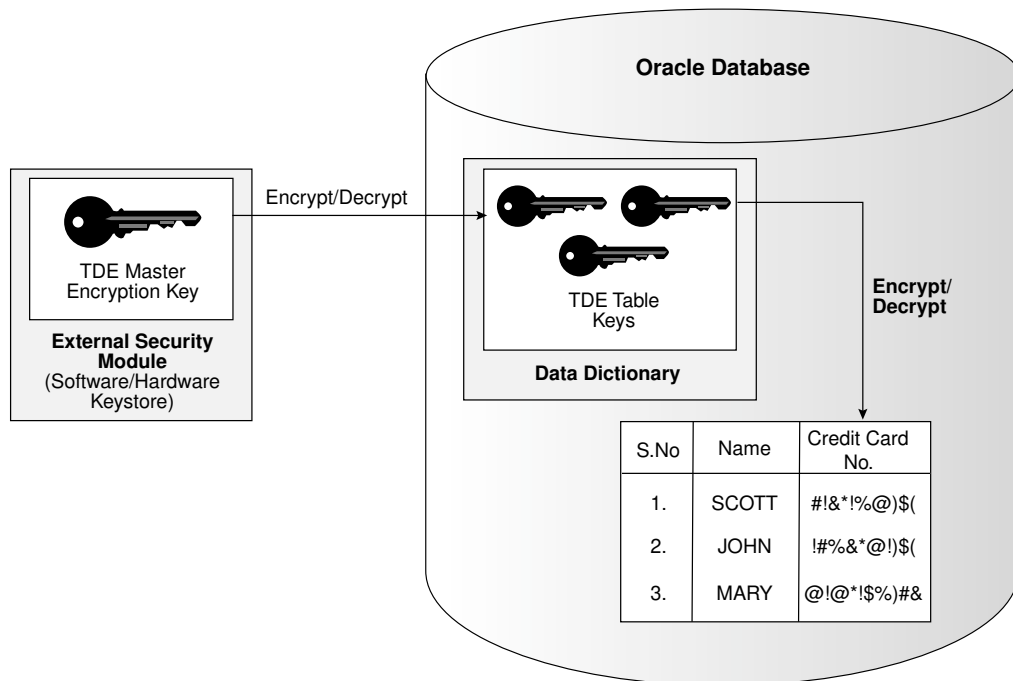 Oracle Database
Encrypt/Decrypt
TDE Master
Encryption Key
External Security
Module
(Software/Hardware
Keystore)
TDE Table
Keys
Data Dictionary
Encrypt/
Decrypt
S.No Name Credit Card
No.
1. SCOTT #!&*!%@)$(
2. JOHN !#%&*@!)$(
3. MARY @!@*!$%)#&